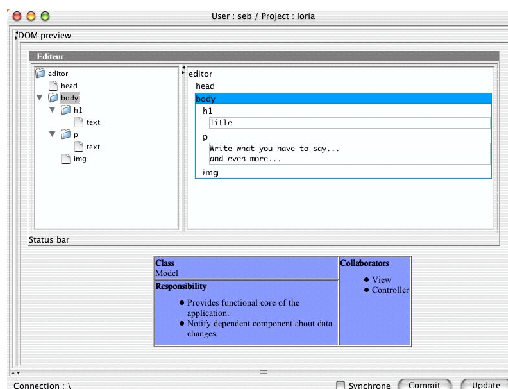 User : seb / Project : loria
DOM preview
Editeur
editor
head
body
h1
text
p
text
img
editor
head
body
h1
Title
p
Write what you have to say...
and even more...
img
Status bar
Class
Model
Responsibility
Provides functional core of the
application.
Notify dependent component about data
changes.
Collaborators
View
Controller
Connection : \
Synchrone
Commit
Update